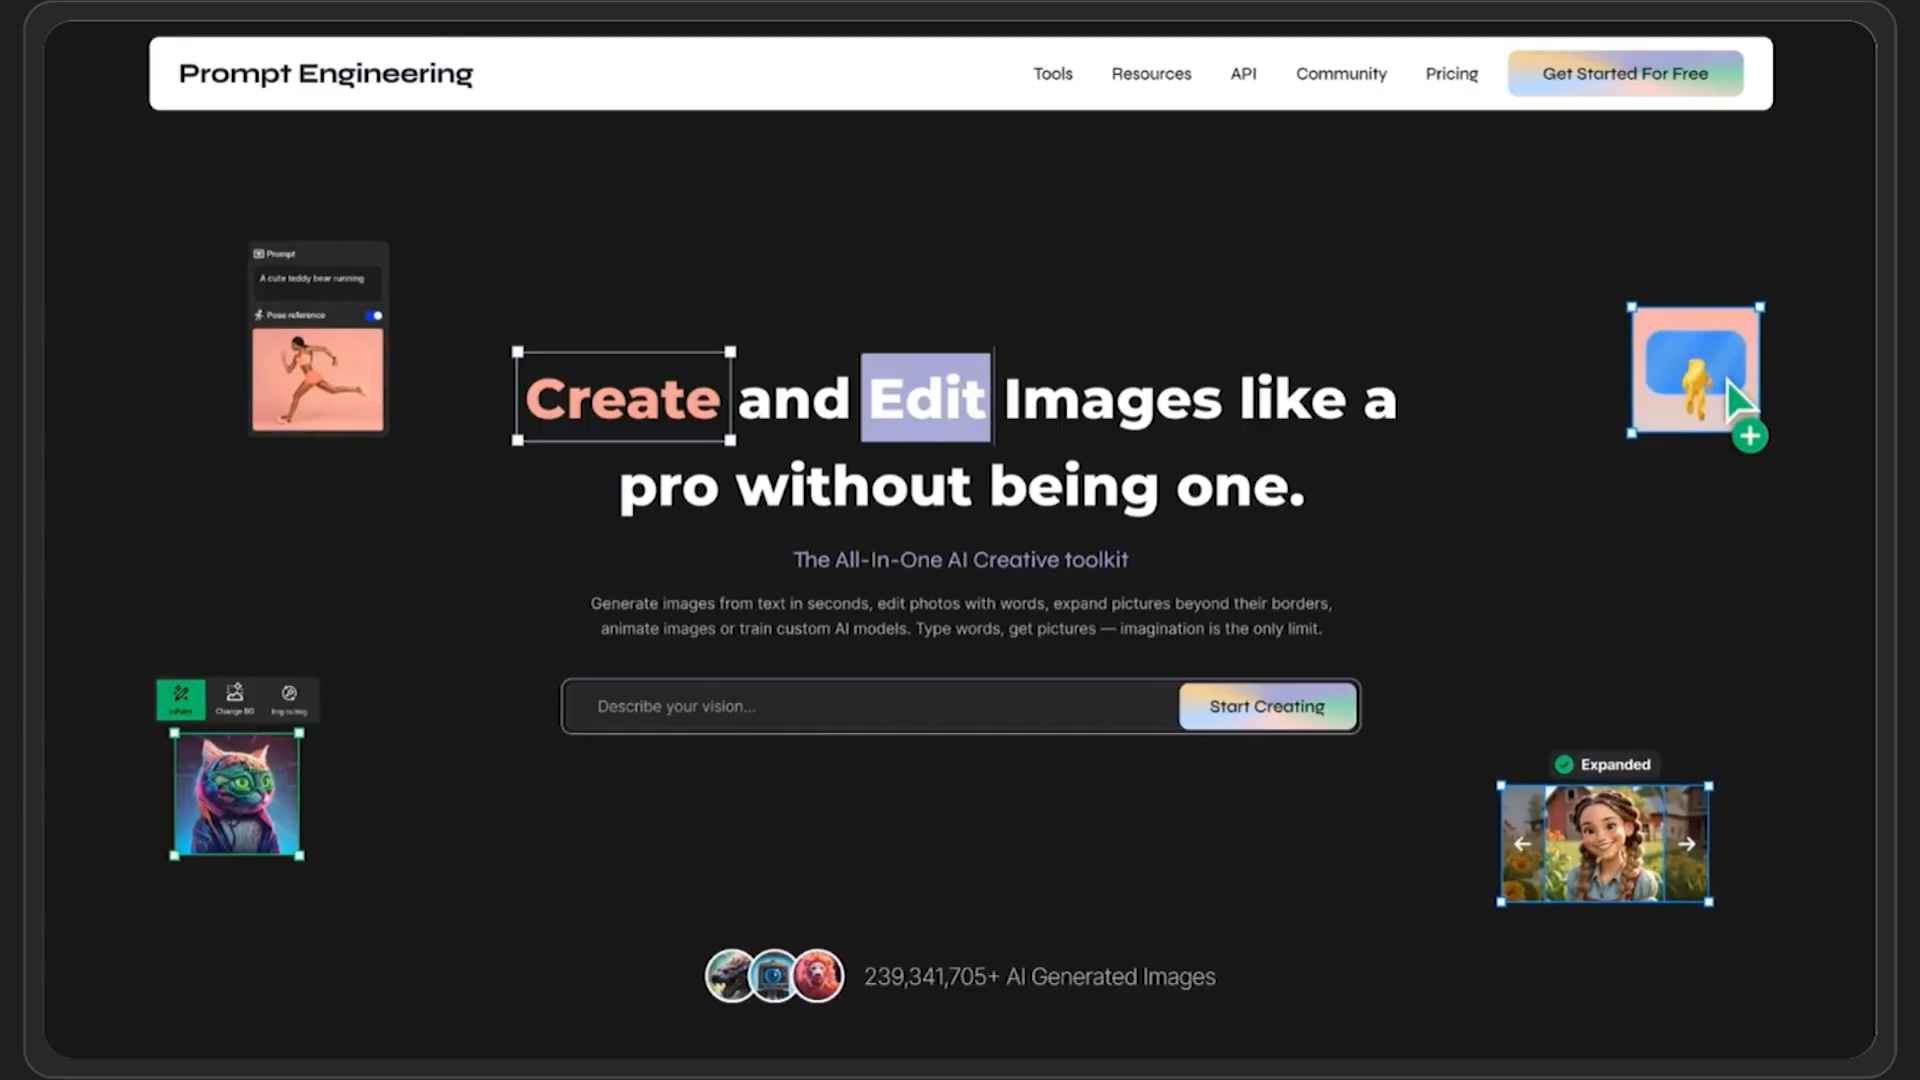 Prompt Engineering
Tools
Resources
API
Community
Pricing
Get Started For Free
Prompt
A cute teddy bear running
Pose reference
Create and Edit Images like a
pro without being one.
The All-In-One AI Creative toolkit
Generate images from text in seconds, edit photos with words, expand pictures beyond their borders,
animate images or train custom AI models. Type words, get pictures — imagination is the only limit.
Describe your vision...
Start Creating
InPaint
Change BG
Img to Img
Expanded
239,341,705+ AI Generated Images